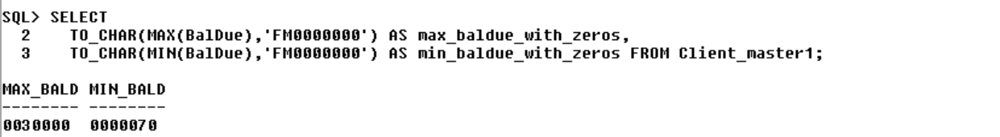 SQL> SELECT
  2    TO_CHAR(MAX(BalDue),'FM0000000') AS max_baldue_with_zeros,
  3    TO_CHAR(MIN(BalDue),'FM0000000') AS min_baldue_with_zeros FROM Client_master1;
MAX_BALD MIN_BALD
-------- --------
0030000  0000070